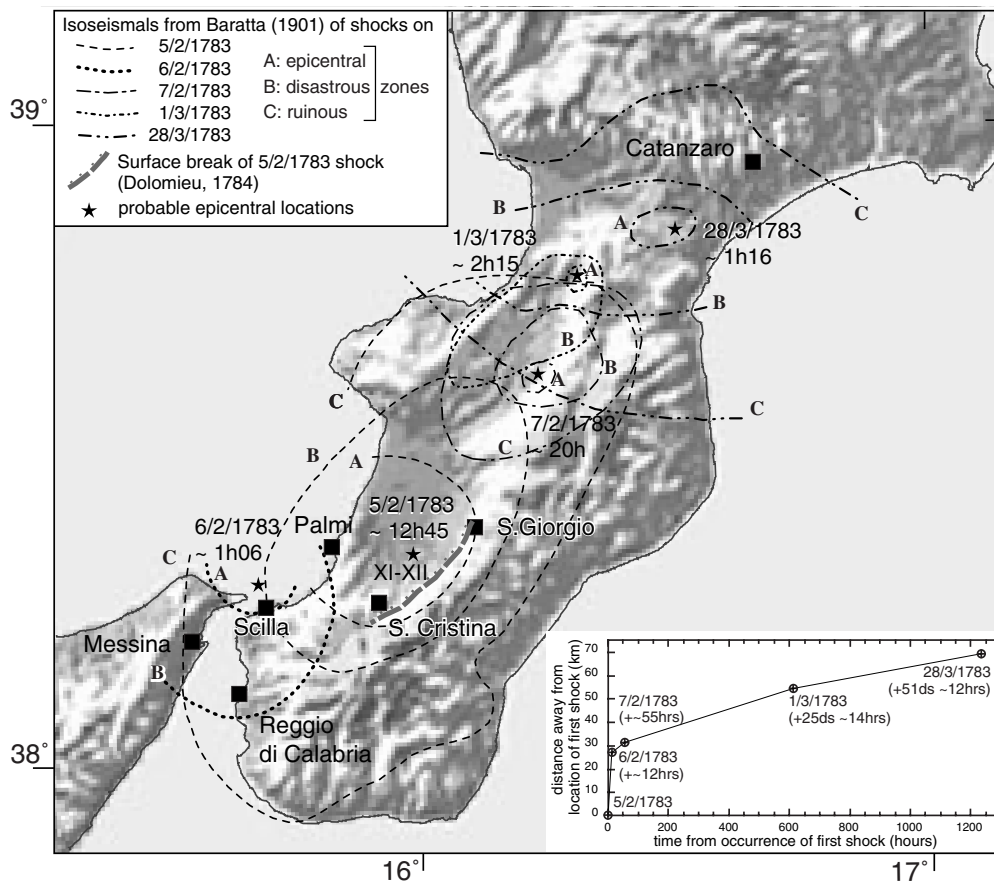 Isoseismals from Baratta (1901) of shocks on
5/2/1783
6/2/1783
7/2/1783
1/3/1783
28/3/1783
A: epicentral
B: disastrous
C: ruinous
zones
Surface break of 5/2/1783 shock
(Dolomieu, 1784)
probable epicentral locations
39°
38°
16°
17°
Catanzaro
C
B
A
28/3/1783
~ 1h16
1/3/1783
~ 2h15
A
B
B
B
A
C
C
7/2/1783
~ 20h
C
B
A
5/2/1783
~ 12h45
XI-XII
S.Giorgio
Palmi
6/2/1783
~ 1h06
C
A
Scilla
S. Cristina
Messina
B
Reggio
di Calabria
distance away from
location of first shock (km)
70
60
50
40
30
20
10
0
7/2/1783
(+~55hrs)
6/2/1783
(+~12hrs)
5/2/1783
1/3/1783
(+25ds ~14hrs)
28/3/1783
(+51ds ~12hrs)
0 200 400 600 800 1000 1200
time from occurrence of first shock (hours)